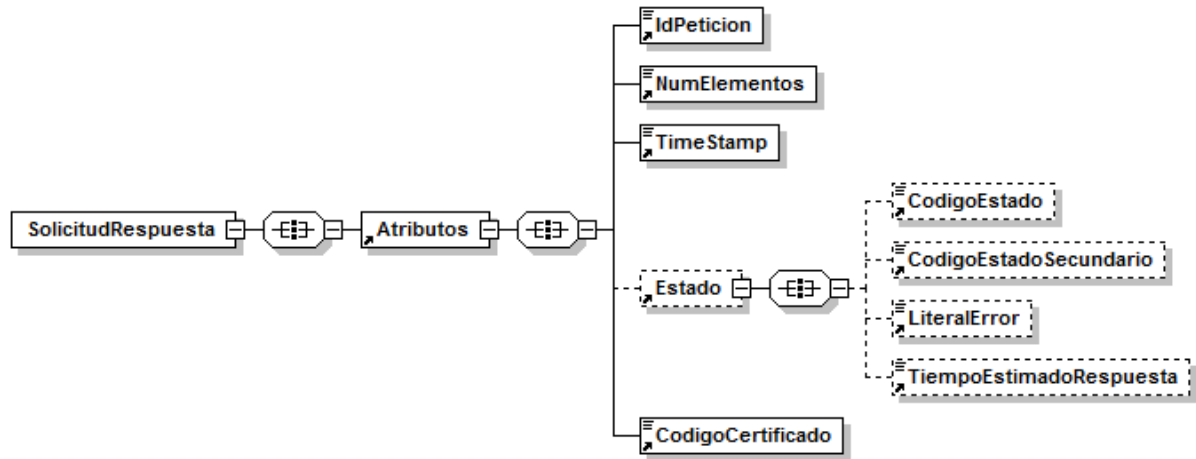 IdPeticion
NumElementos
TimeStamp
SolicitudRespuesta
Atributos
Estado
CodigoEstado
CodigoEstadoSecundario
LiteralError
TiempoEstimadoRespuesta
CodigoCertificado